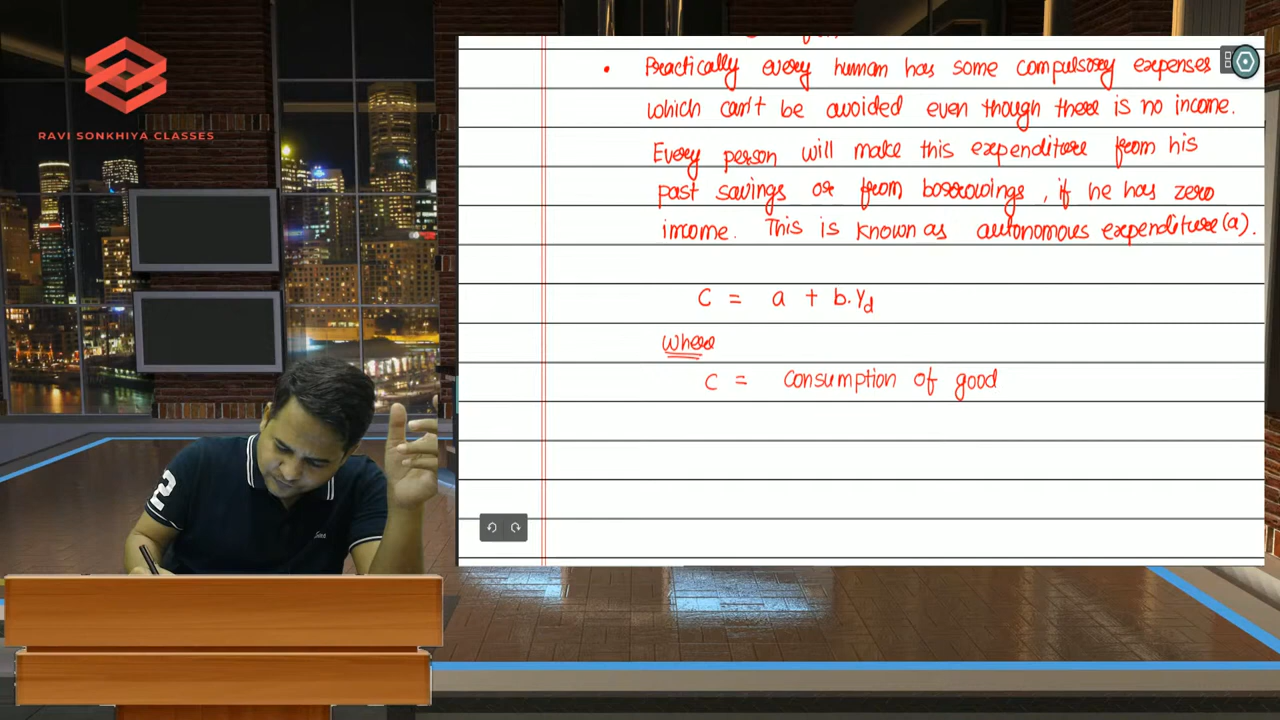 RAVI SONKHIYA CLASSES
• Practically every human has some compulsory expenses
which can't be avoided even though there is no income.
Every person will make this expenditure from his
past savings or from borrowings, if he has zero
income. This is known as autonomous expenditure (a).
C = a + b.Yd
Where
C = Consumption of good
2